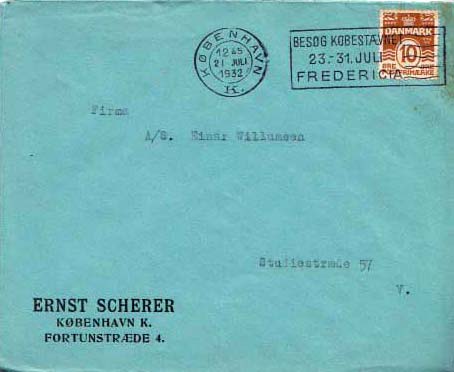 KØBENHAVN
12 45
21 JULI
1932
K.
BESØG KØBESTÆVNET
23.-31. JULI
FREDERICIA
DANMARK
10
ØRE
Firma
A/S. Einar Willumsen
Studiestræde 57
V.
ERNST SCHERER
KØBENHAVN K.
FORTUNSTRÆDE 4.